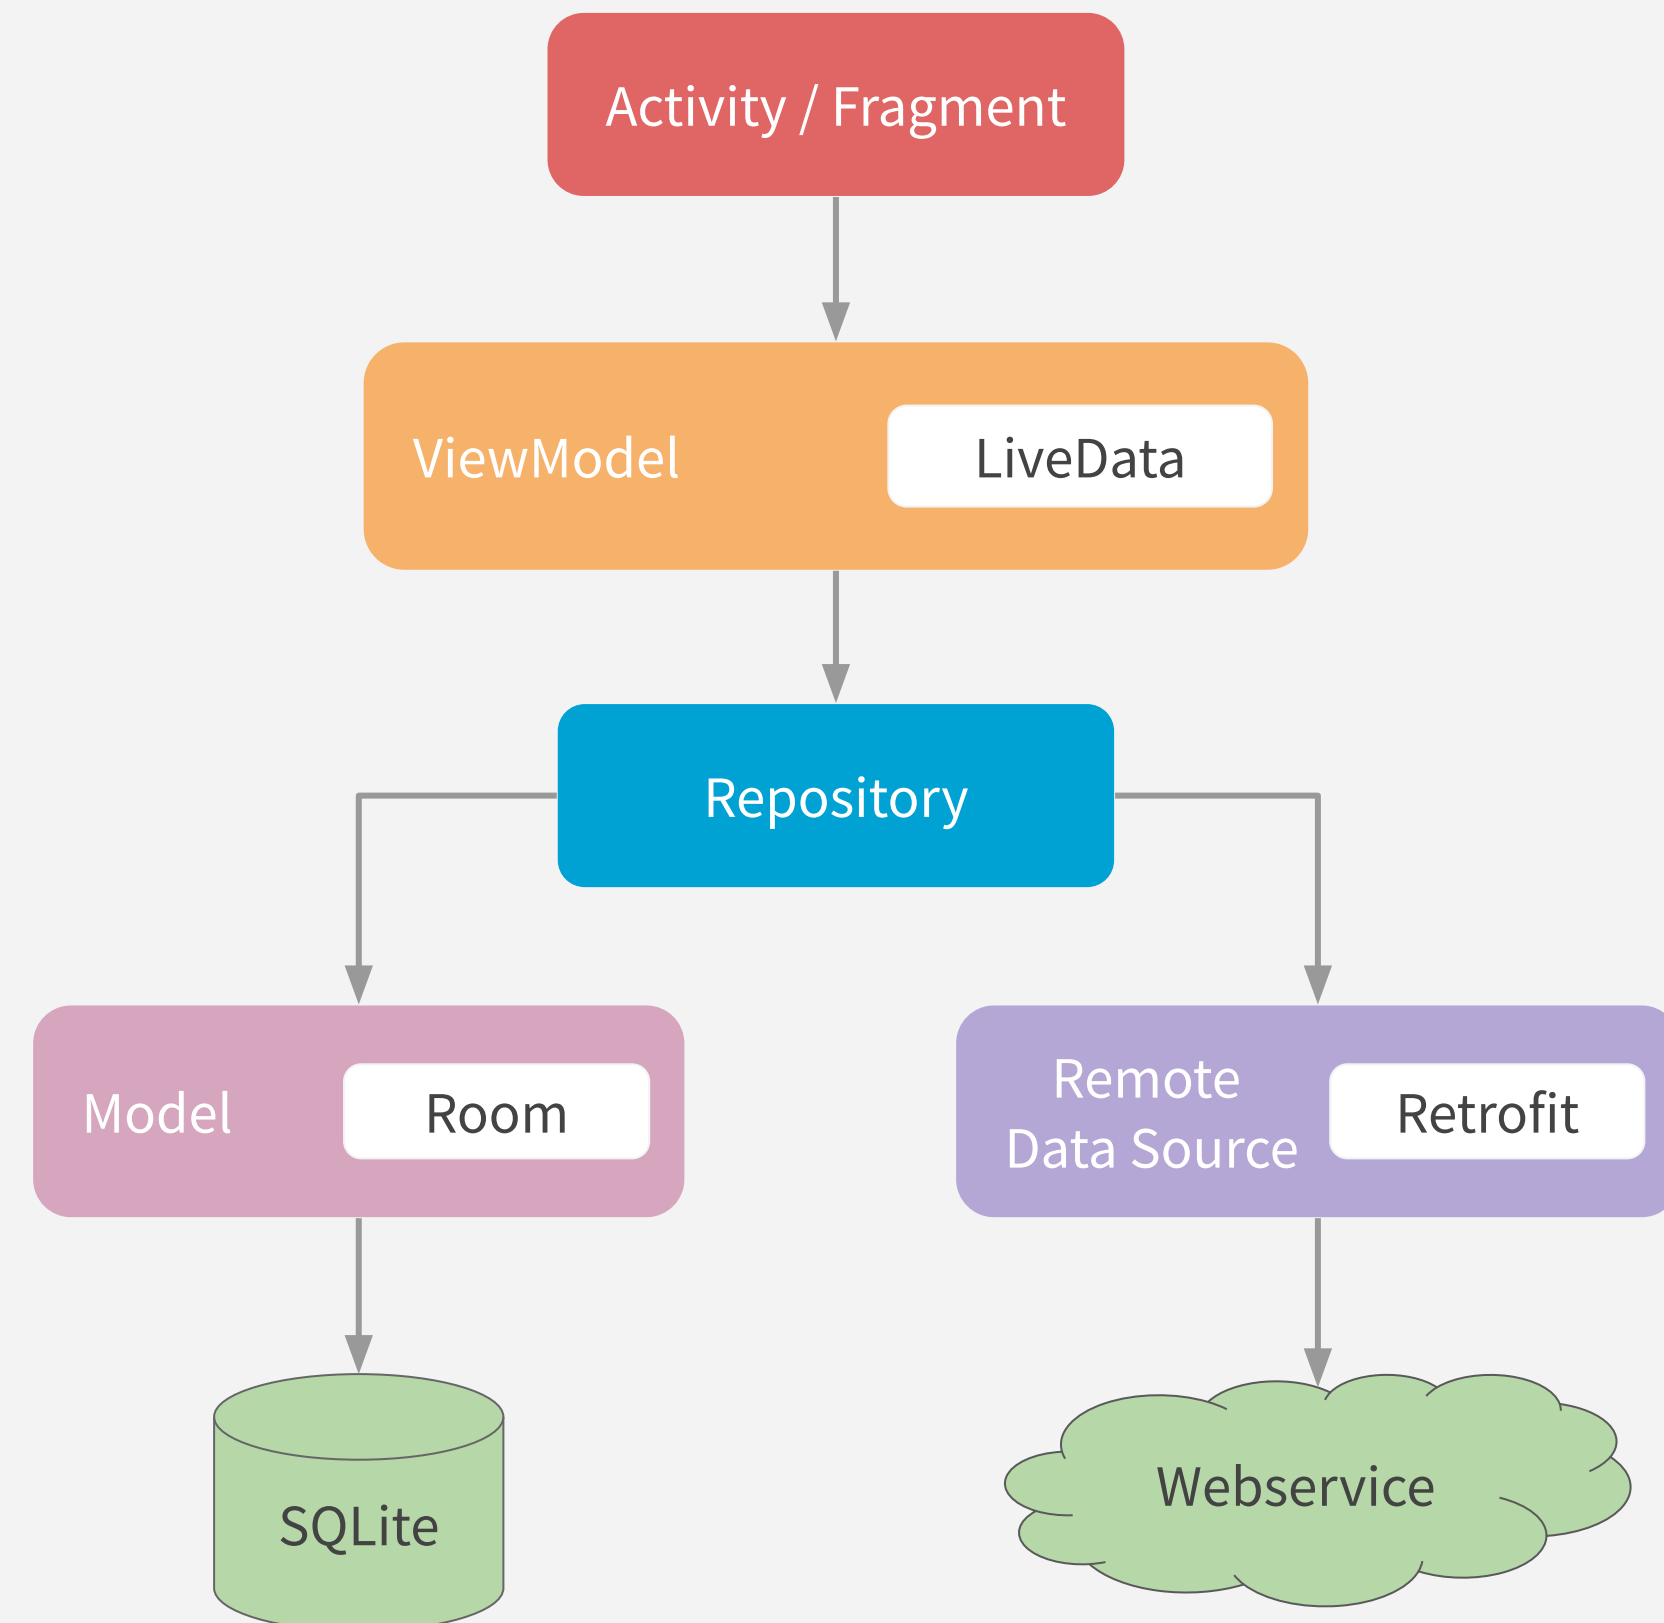 Activity / Fragment
ViewModel
LiveData
Repository
Model
Room
Remote
Data Source
Retrofit
SQLite
Webservice